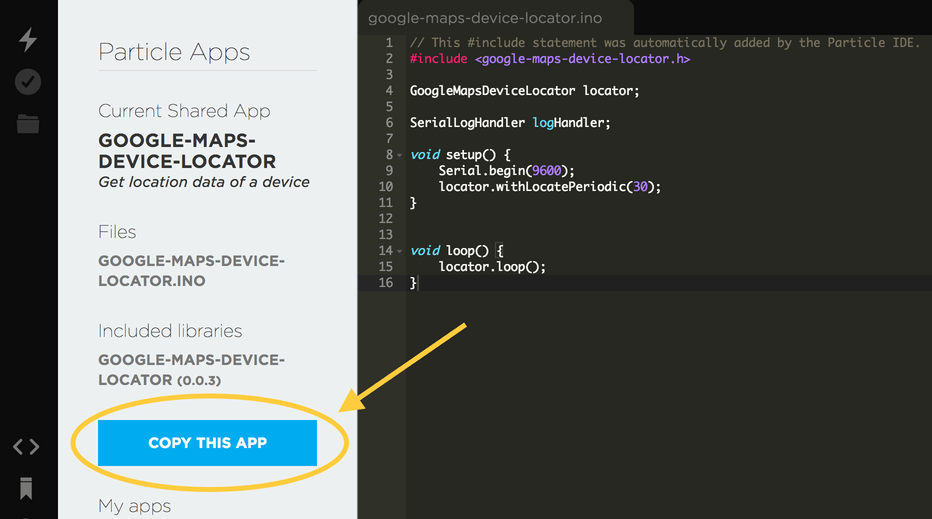 Particle Apps
Current Shared App
GOOGLE-MAPS-
DEVICE-LOCATOR
Get location data of a device
Files
GOOGLE-MAPS-DEVICE-
LOCATOR.INO
Included libraries
GOOGLE-MAPS-DEVICE-
LOCATOR (0.0.3)
COPY THIS APP
My apps
google-maps-device-locator.ino
1 // This #include statement was automatically added by the Particle IDE.
2 #include <google-maps-device-locator.h>
3
4 GoogleMapsDeviceLocator locator;
5
6 SerialLogHandler logHandler;
7
8 void setup() {
9 Serial.begin(9600);
10 locator.withLocatePeriodic(30);
11 }
12
13
14 void loop() {
15 locator.loop();
16 }